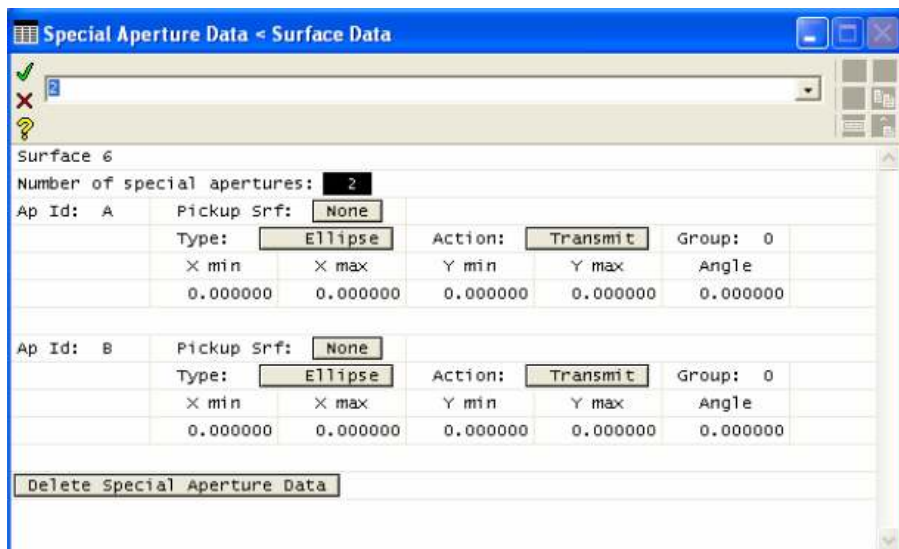 Special Aperture Data < Surface Data
2
Surface 6
Number of special apertures: 2
Ap Id: A Pickup Srf: None
Type: Ellipse Action: Transmit Group: 0
X min X max Y min Y max Angle
0.000000 0.000000 0.000000 0.000000 0.000000
Ap Id: B Pickup Srf: None
Type: Ellipse Action: Transmit Group: 0
X min X max Y min Y max Angle
0.000000 0.000000 0.000000 0.000000 0.000000
Delete Special Aperture Data